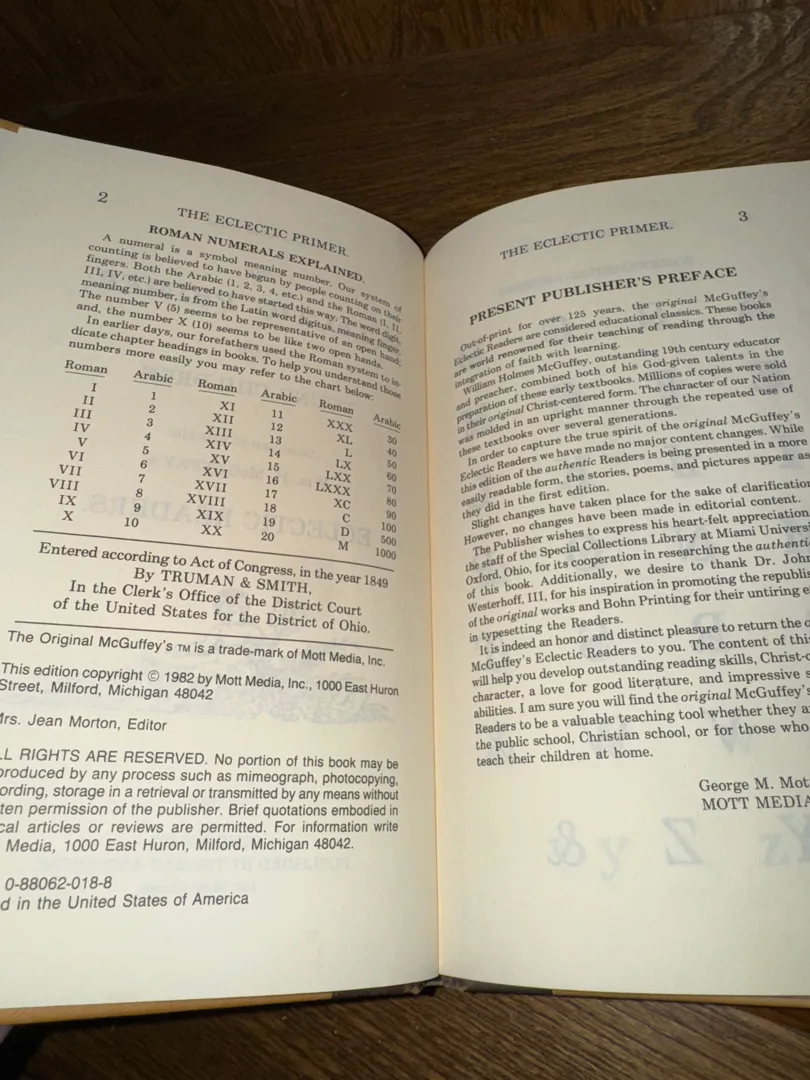 2
THE ECLECTIC PRIMER.
ROMAN NUMERALS EXPLAINED
A numeral is a symbol meaning number. Our system of
counting is believed to have begun by people counting on their
fingers. Both the Arabic (1, 2, 3, 4, etc.) and the Roman (I, II,
III, IV, etc.) are believed to have started this way. The word digit,
meaning number, is from the Latin word digitus, meaning finger.
The number V (5) seems to be representative of an open hand;
and, the number X (10) seems to be like two open hands.
In earlier days, our forefathers used the Roman system to in-
dicate chapter headings in books. To help you understand those
numbers more easily you may refer to the chart below:
Roman Arabic Roman Arabic Roman Arabic
I 1 XI 11 XXX 30
II 2 XII 12 XL 40
III 3 XIII 13 L 50
IV 4 XIV 14 LX 60
V 5 XV 15 LXX 70
VI 6 XVI 16 LXXX 80
VII 7 XVII 17 XC 90
VIII 8 XVIII 18 C 100
IX 9 XIX 19 D 500
X 10 XX 20 M 1000
Entered according to Act of Congress, in the year 1849
By TRUMAN & SMITH,
In the Clerk's Office of the District Court
of the United States for the District of Ohio.
The Original McGuffey's TM is a trade-mark of Mott Media, Inc.
This edition copyright © 1982 by Mott Media, Inc., 1000 East Huron
Street, Milford, Michigan 48042
Mrs. Jean Morton, Editor
LL RIGHTS ARE RESERVED. No portion of this book may be
produced by any process such as mimeograph, photocopying,
ording, storage in a retrieval or transmitted by any means without
ten permission of the publisher. Brief quotations embodied in
cal articles or reviews are permitted. For information write
Media, 1000 East Huron, Milford, Michigan 48042.
0-88062-018-8
d in the United States of America
THE ECLECTIC PRIMER.
3
PRESENT PUBLISHER'S PREFACE
Out-of-print for over 125 years, the original McGuffey's
Eclectic Readers are considered educational classics. These books
are world renowned for their teaching of reading through the
integration of faith with learning.
William Holmes McGuffey, outstanding 19th century educator
and preacher, combined both of his God-given talents in the
preparation of these early textbooks. Millions of copies were sold
in their original Christ-centered form. The character of our Nation
was molded in an upright manner through the repeated use of
these textbooks over several generations.
In order to capture the true spirit of the original McGuffey's
Eclectic Readers we have made no major content changes. While
this edition of the authentic Readers is being presented in a more
easily readable form, the stories, poems, and pictures appear as
they did in the first edition.
Slight changes have taken place for the sake of clarification
However, no changes have been made in editorial content.
The Publisher wishes to express his heart-felt appreciation
the staff of the Special Collections Library at Miami Universi
Oxford, Ohio, for its cooperation in researching the authentic
of this book. Additionally, we desire to thank Dr. John
Westerhoff, III, for his inspiration in promoting the republis
of the original works and Bohn Printing for their untiring e
in typesetting the Readers.
It is indeed an honor and distinct pleasure to return the o
McGuffey's Eclectic Readers to you. The content of this
will help you develop outstanding reading skills, Christ-c
character, a love for good literature, and impressive s
abilities. I am sure you will find the original McGuffey's
Readers to be a valuable teaching tool whether they a
the public school, Christian school, or for those who
teach their children at home.
George M. Mot
MOTT MEDIA